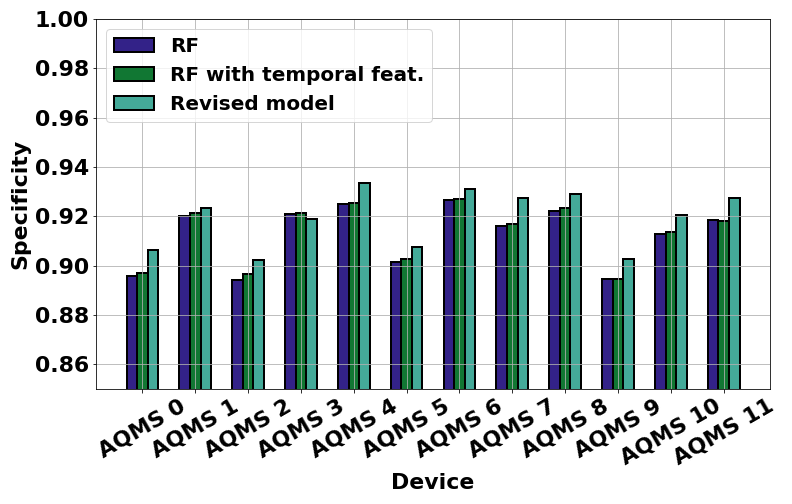 1.00
0.98
0.96
0.94
0.92
0.90
0.88
0.86
Specificity
RF
RF with temporal feat.
Revised model
AQMS 0
AQMS 1
AQMS 2
AQMS 3
AQMS 4
AQMS 5
AQMS 6
AQMS 7
AQMS 8
AQMS 9
AQMS 10
AQMS 11
Device